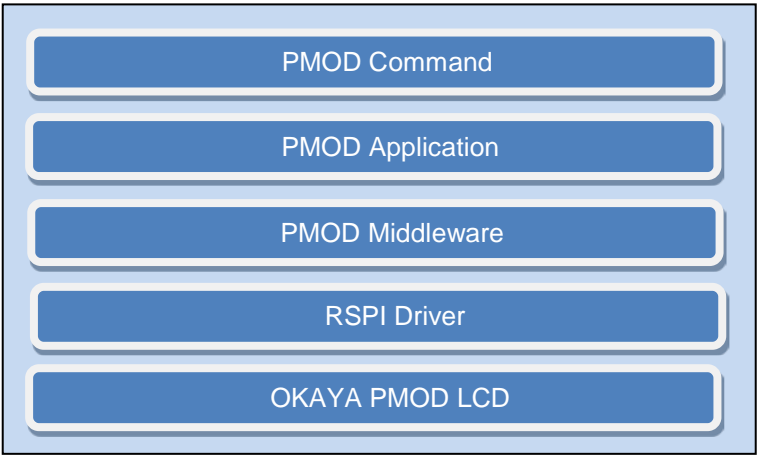 PMOD Command
PMOD Application
PMOD Middleware
RSPI Driver
OKAYA PMOD LCD